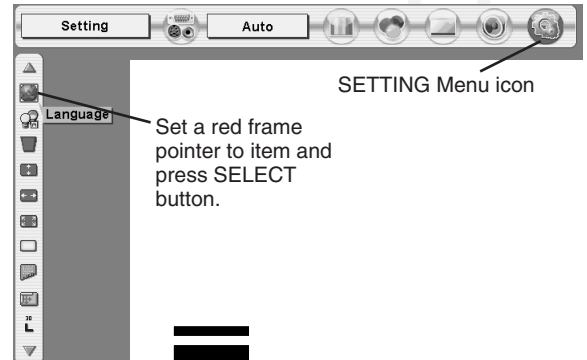 Setting
Auto
SETTING Menu icon
Language
Set a red frame
pointer to item and
press SELECT
button.